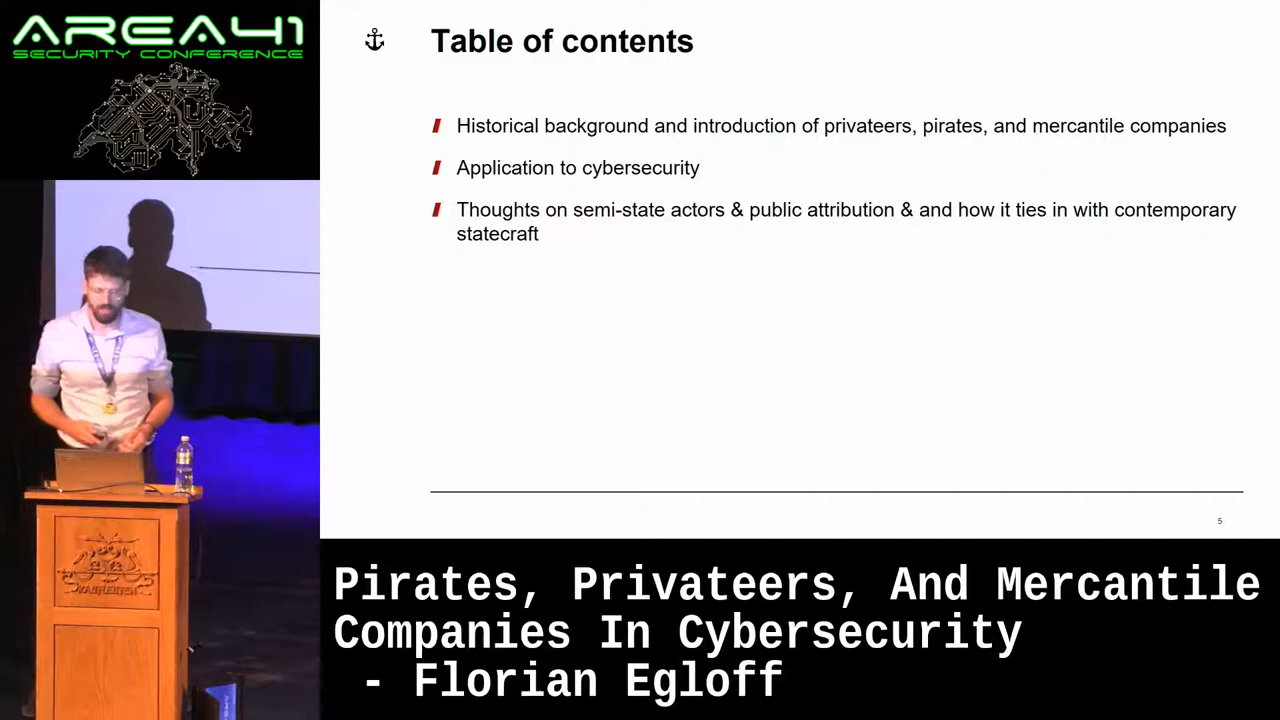 AREA41
SECURITY CONFERENCE
Table of contents
Historical background and introduction of privateers, pirates, and mercantile companies
Application to cybersecurity
Thoughts on semi-state actors & public attribution & and how it ties in with contemporary
statecraft
5
Pirates, Privateers, And Mercantile
Companies In Cybersecurity
- Florian Egloff